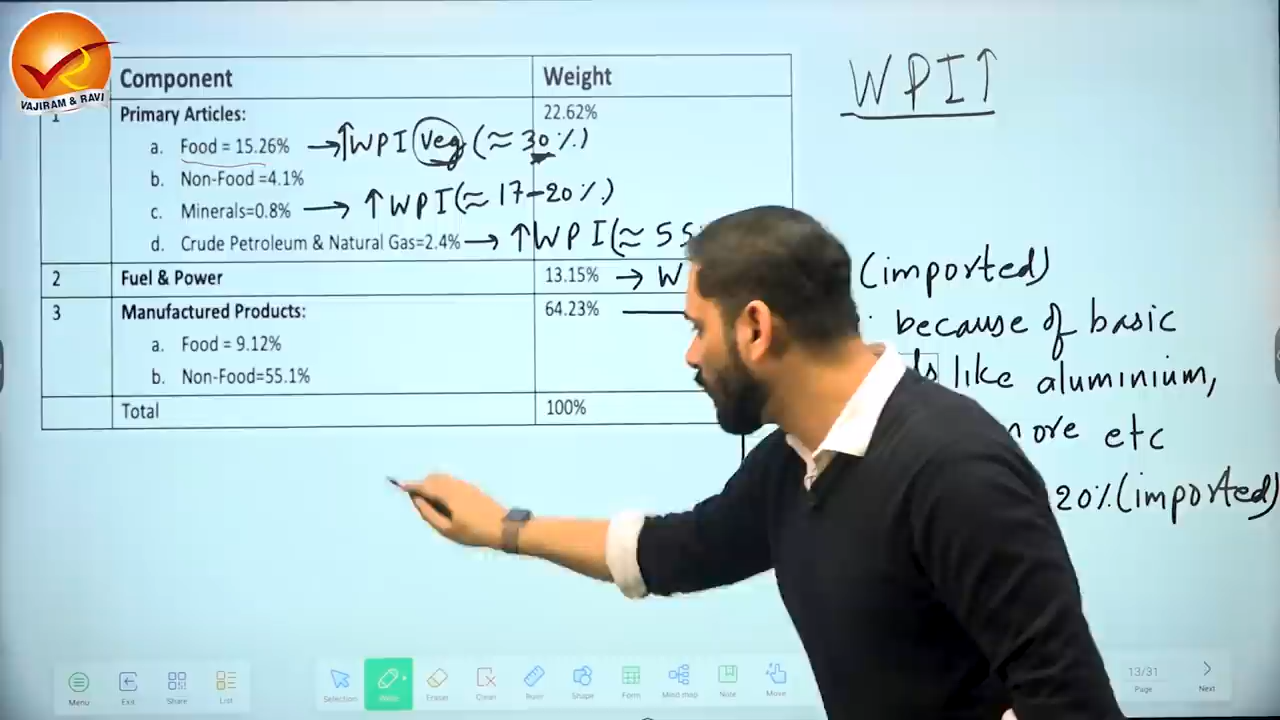 VAJIRAM & RAVI
Component Weight
1 Primary Articles: 22.62%
a. Food = 15.26% →↑WPI Veg (≈ 30%)
b. Non-Food =4.1%
c. Minerals=0.8% → ↑WPI(≈ 17-20%)
d. Crude Petroleum & Natural Gas=2.4% → ↑WPI(≈ 55
2 Fuel & Power 13.15% → W
3 Manufactured Products: 64.23%
a. Food = 9.12%
b. Non-Food=55.1%
Total 100%
WPI↑
(imported)
because of basic
like aluminium,
etc
20%(imported)
Menu Exit Share List Selection Write Eraser Clean Ruler Shape Form Mind map Note Move 13/31 Page Next